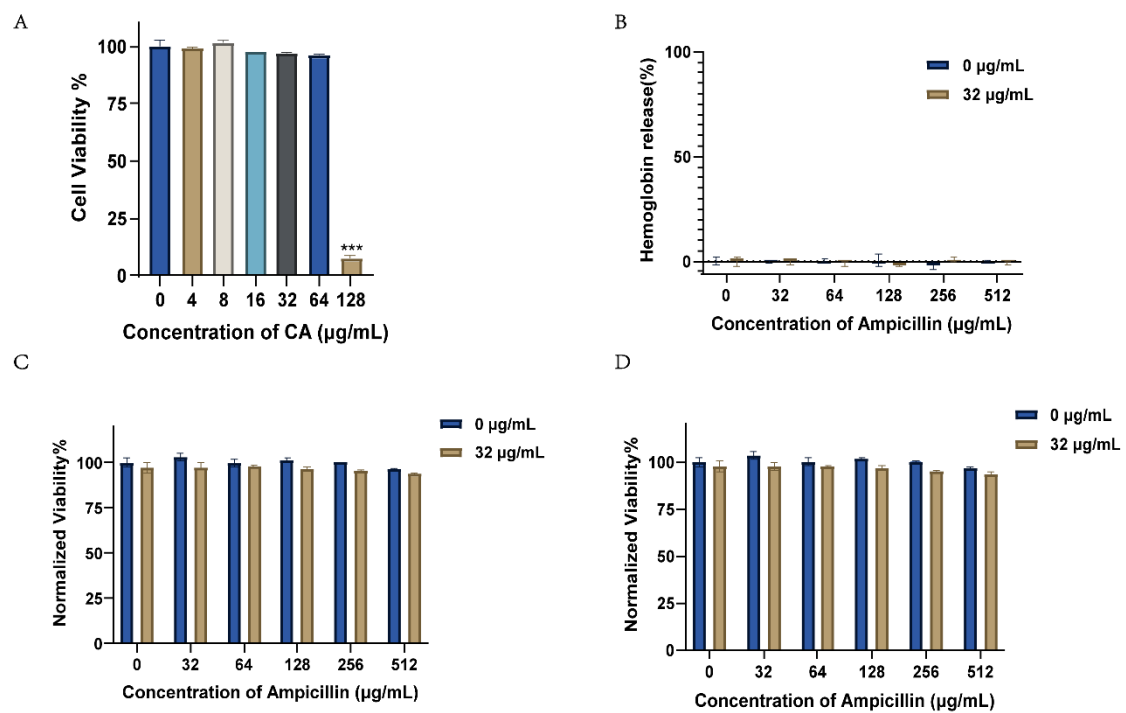 A
Cell Viability %
100
75
50
25
0
***
0 4 8 16 32 64 128
Concentration of CA (µg/mL)
B
Hemoglobin release(%)
100
50
0
0 µg/mL
32 µg/mL
0 32 64 128 256 512
Concentration of Ampicillin (µg/mL)
C
Normalized Viability%
100
75
50
25
0
0 µg/mL
32 µg/mL
0 32 64 128 256 512
Concentration of Ampicillin (µg/mL)
D
Normalized Viability%
100
75
50
25
0
0 µg/mL
32 µg/mL
0 32 64 128 256 512
Concentration of Ampicillin (µg/mL)